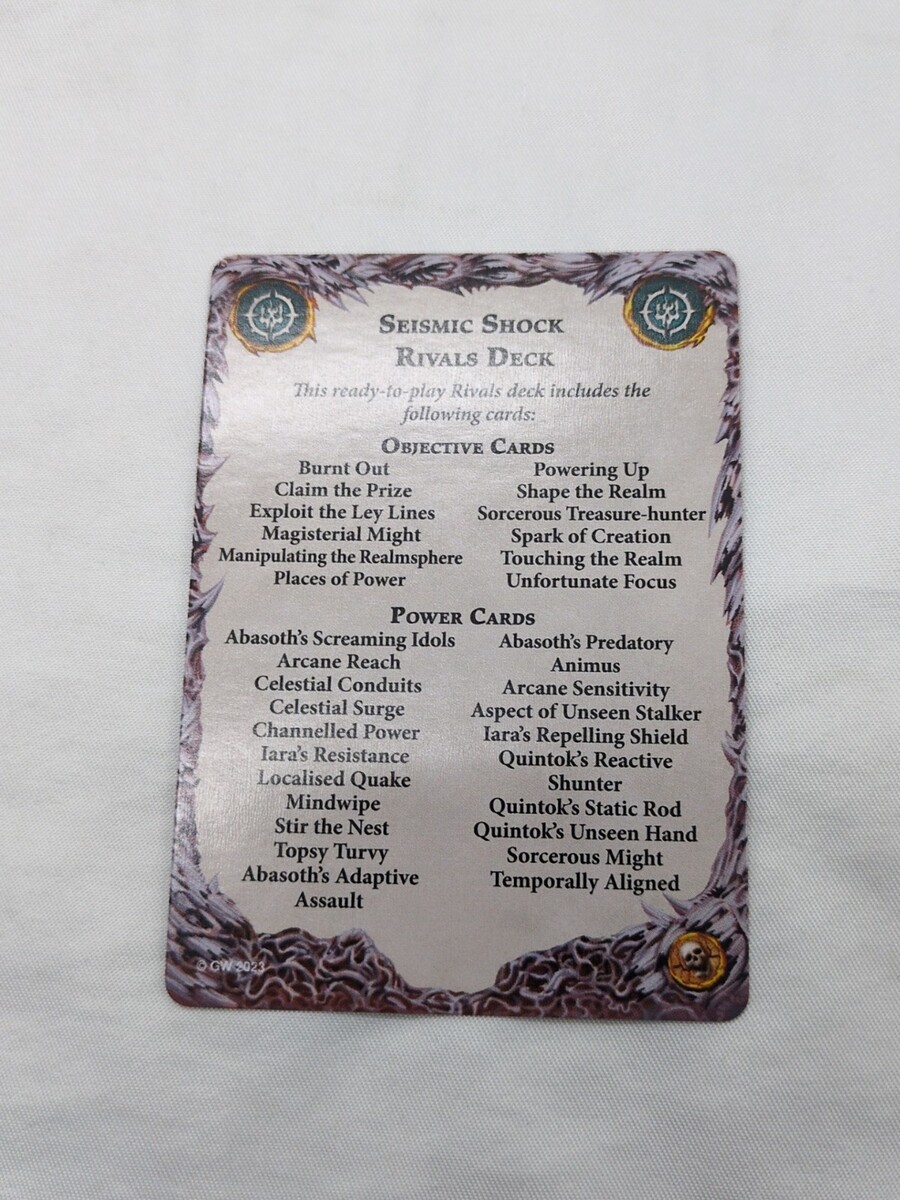 Seismic Shock
Rivals Deck
This ready-to-play Rivals deck includes the
following cards:
Objective Cards
Burnt Out
Claim the Prize
Exploit the Ley Lines
Magisterial Might
Manipulating the Realmsphere
Places of Power
Powering Up
Shape the Realm
Sorcerous Treasure-hunter
Spark of Creation
Touching the Realm
Unfortunate Focus
Power Cards
Abasoth's Screaming Idols
Arcane Reach
Celestial Conduits
Celestial Surge
Channelled Power
Iara's Resistance
Localised Quake
Mindwipe
Stir the Nest
Topsy Turvy
Abasoth's Adaptive
Assault
Abasoth's Predatory
Animus
Arcane Sensitivity
Aspect of Unseen Stalker
Iara's Repelling Shield
Quintok's Reactive
Shunter
Quintok's Static Rod
Quintok's Unseen Hand
Sorcerous Might
Temporally Aligned
© GW 2023